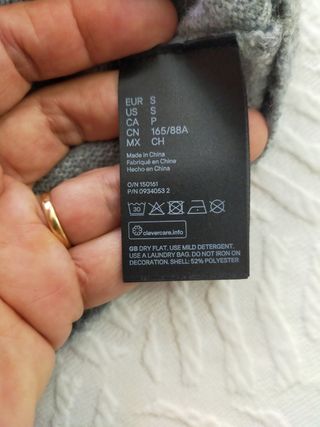 EUR S
US S
CA P
CN 165/88A
MX CH
Made in China
Fabriqué en Chine
Hecho en China
O/N 150161
P/N 0934053 2
30
clevercare.info
GB DRY FLAT. USE MILD DETERGENT.
USE A LAUNDRY BAG. DO NOT IRON ON
DECORATION. SHELL: 52% POLYESTER